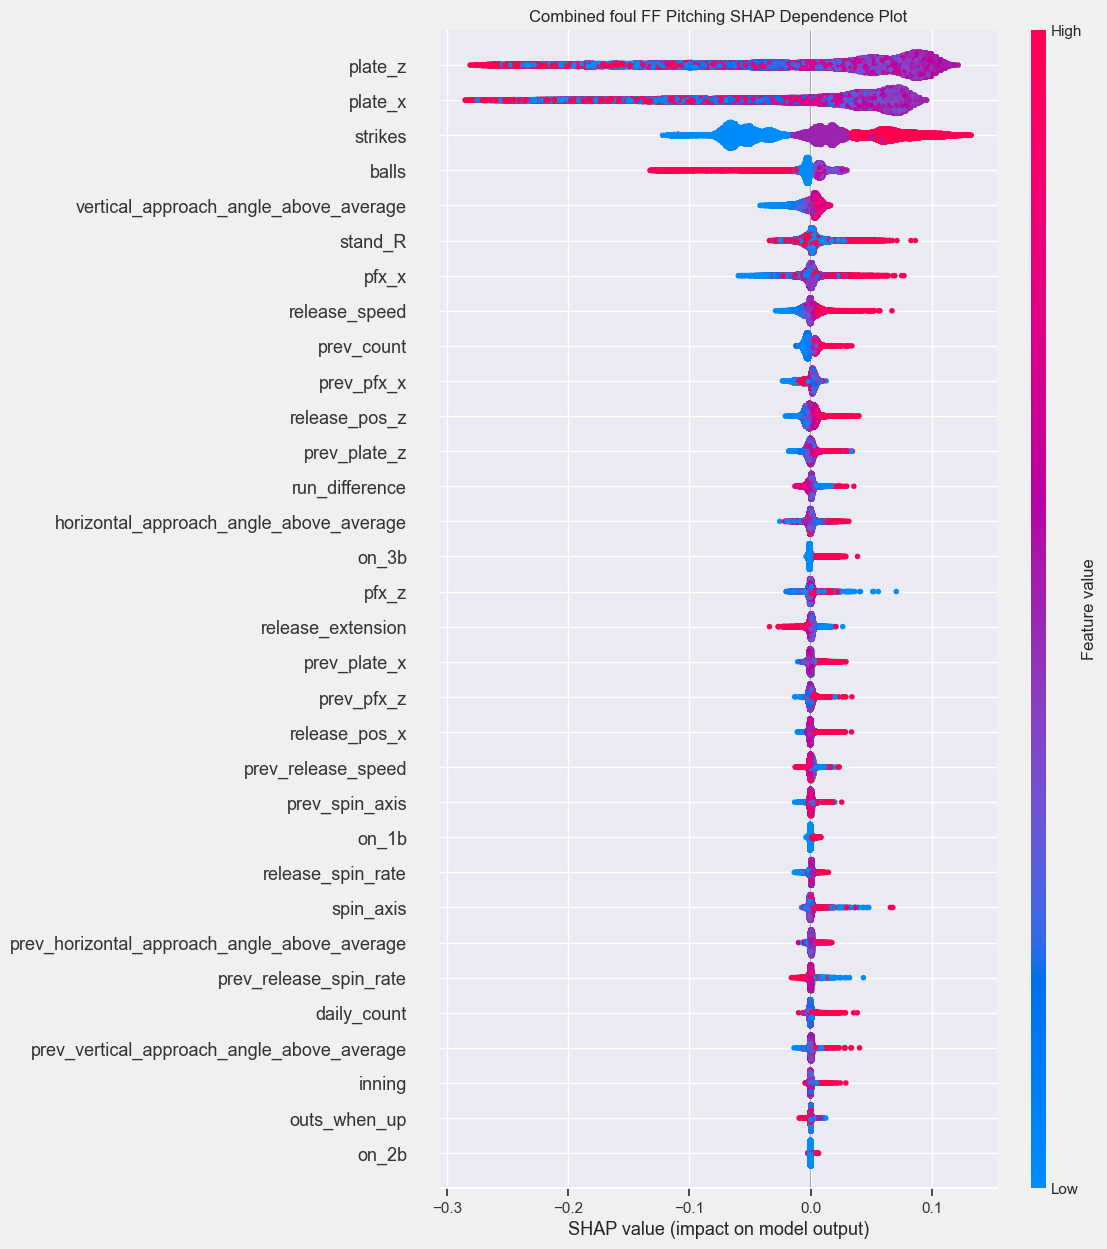 Combined foul FF Pitching SHAP Dependence Plot
High
plate_z
plate_x
strikes
balls
vertical_approach_angle_above_average
stand_R
pfx_x
release_speed
prev_count
prev_pfx_x
release_pos_z
prev_plate_z
run_difference
horizontal_approach_angle_above_average
on_3b
pfx_z
release_extension
prev_plate_x
prev_pfx_z
release_pos_x
prev_release_speed
prev_spin_axis
on_1b
release_spin_rate
spin_axis
prev_horizontal_approach_angle_above_average
prev_release_spin_rate
daily_count
prev_vertical_approach_angle_above_average
inning
outs_when_up
on_2b
Feature value
Low
−0.3 −0.2 −0.1 0.0 0.1
SHAP value (impact on model output)